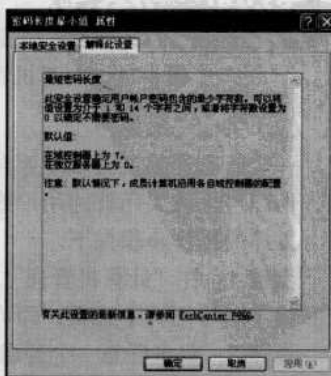 密码长度最小值 属性
本地安全设置 解释此设置
最短密码长度
此安全设置确定用户帐户密码包含的最少字符数。可以将
值设置为介于 1 和 14 个字符之间，或者将字符数设置为
0 以确定不需要密码。
默认值:
在域控制器上为 7。
在独立服务器上为 0。
注意: 默认情况下，成员计算机沿用各自域控制器的配置
。
有关此设置的最新信息，请参阅
确定 取消 应用(A)